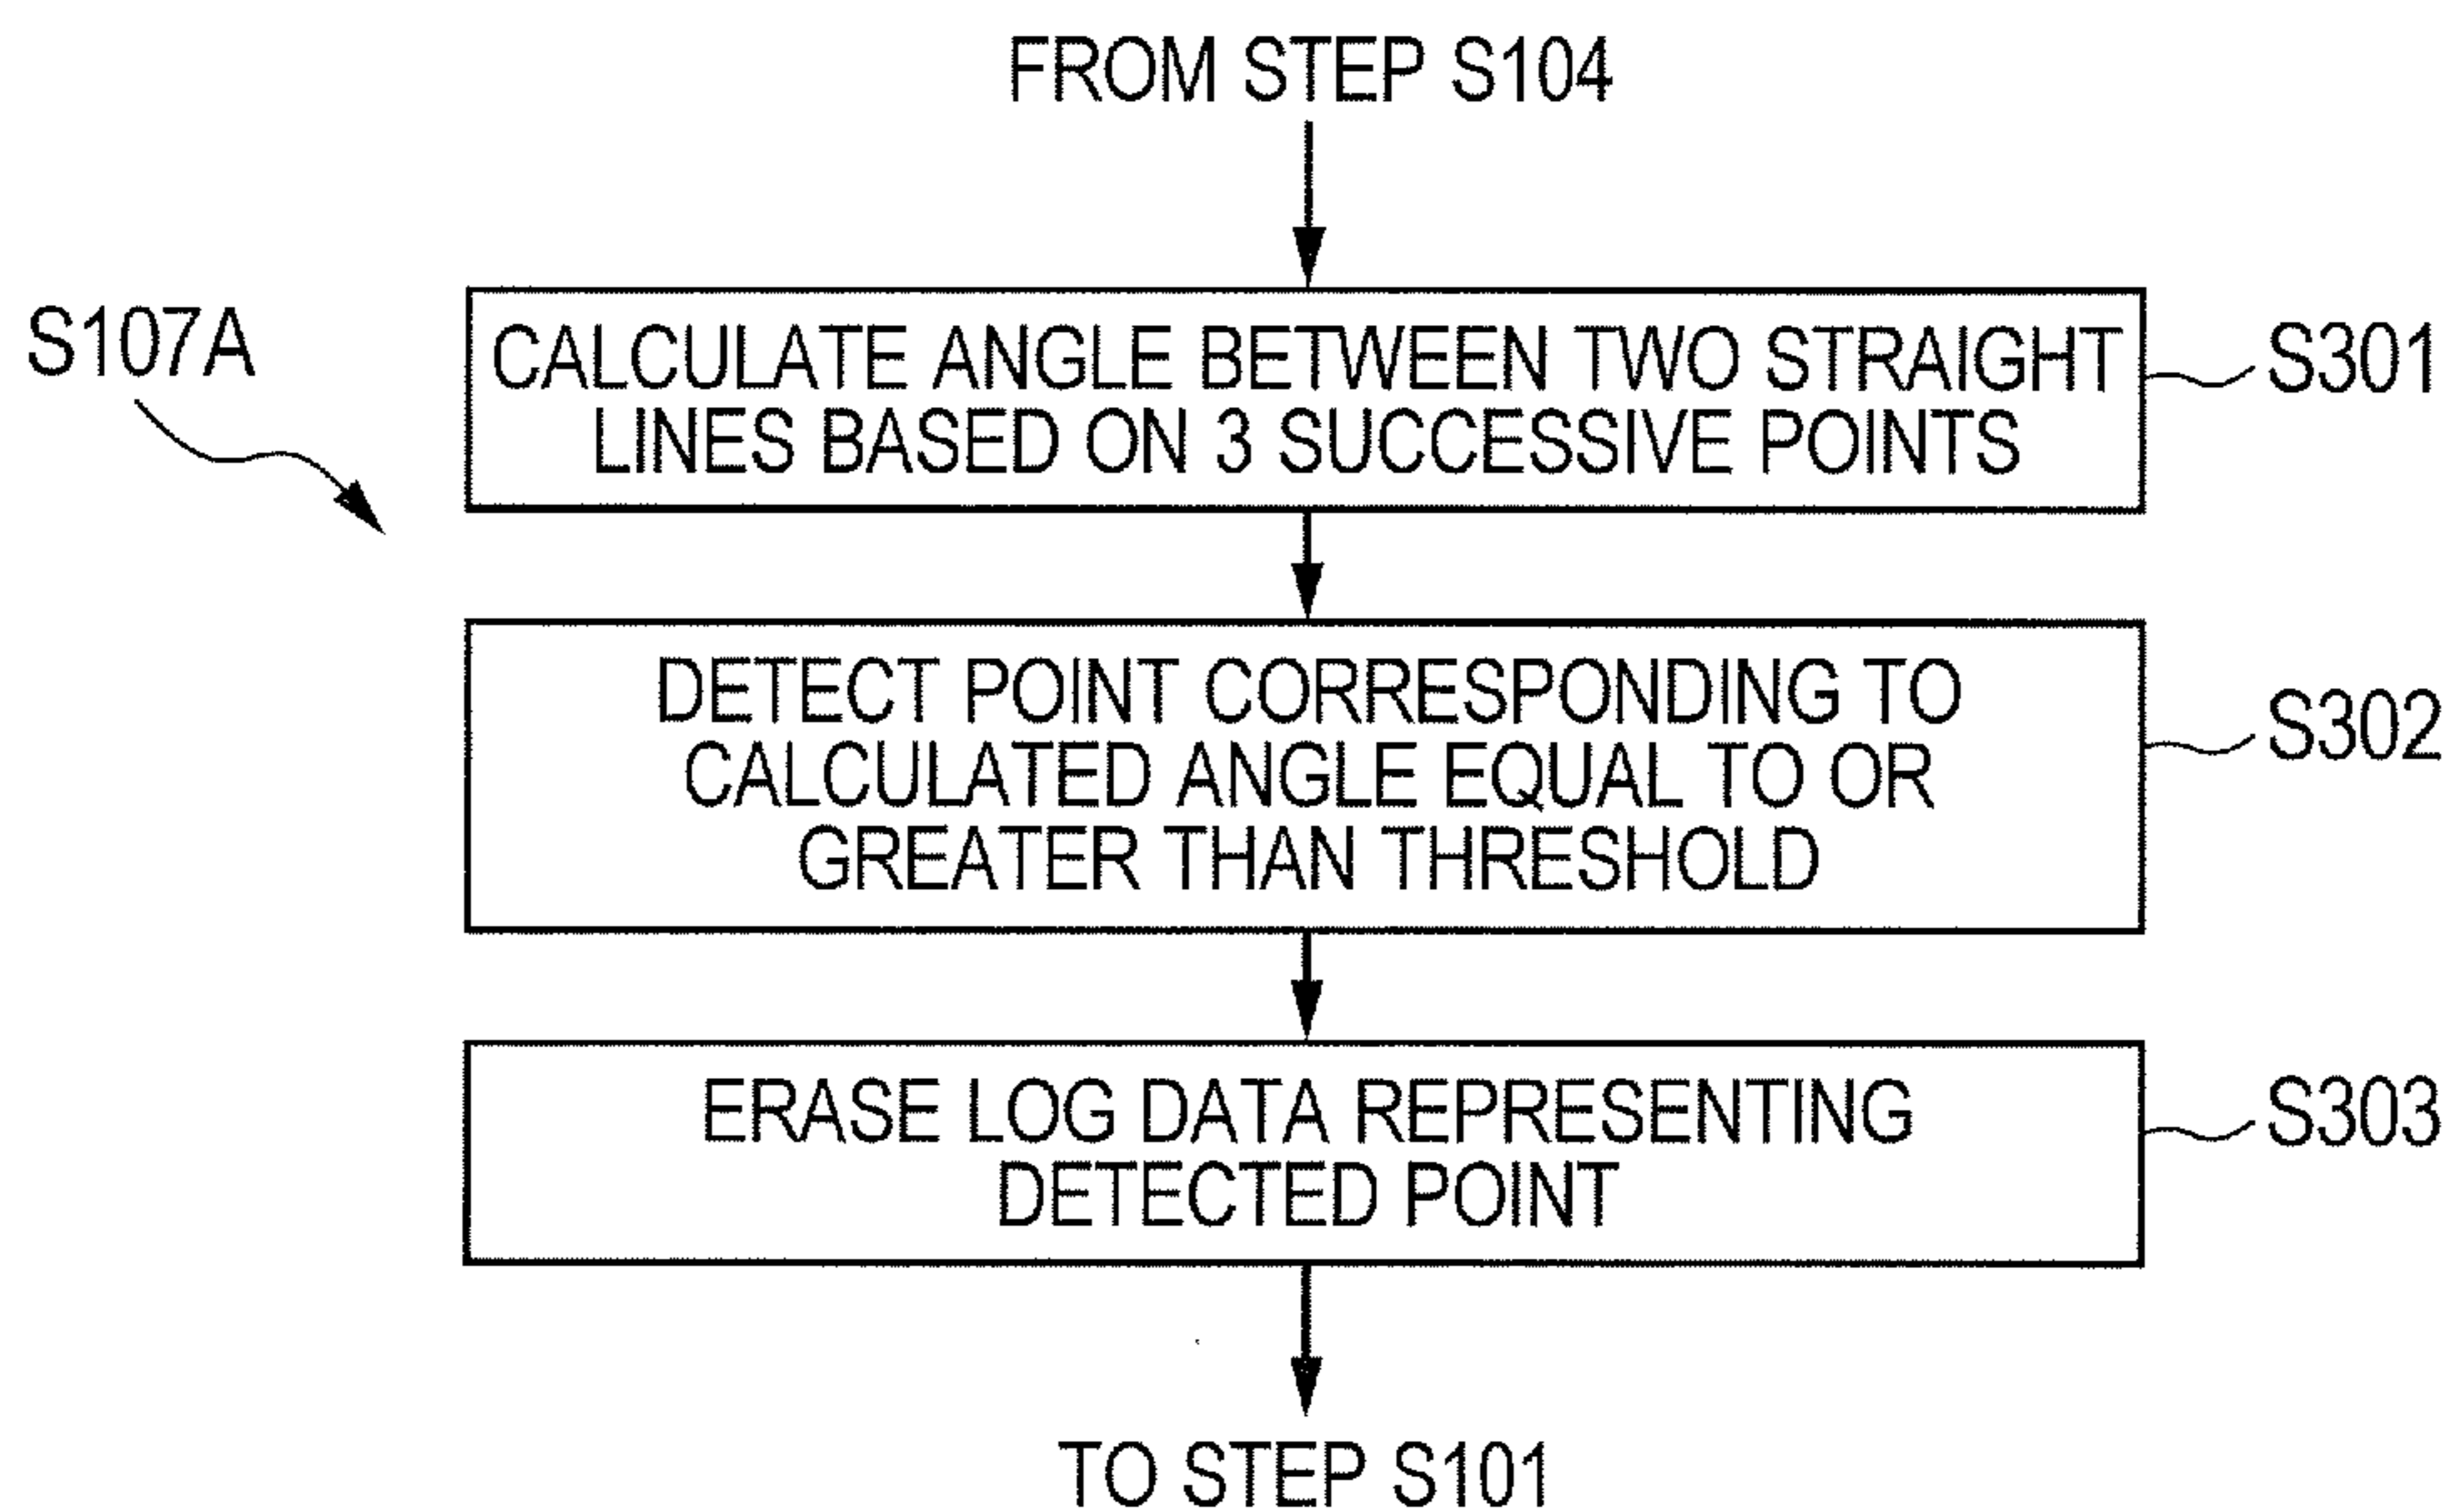 FROM STEP S104
S107A
CALCULATE ANGLE BETWEEN TWO STRAIGHT
LINES BASED ON 3 SUCCESSIVE POINTS
S301
DETECT POINT CORRESPONDING TO
CALCULATED ANGLE EQUAL TO OR
GREATER THAN THRESHOLD
S302
ERASE LOG DATA REPRESENTING
DETECTED POINT
S303
TO STEP S101